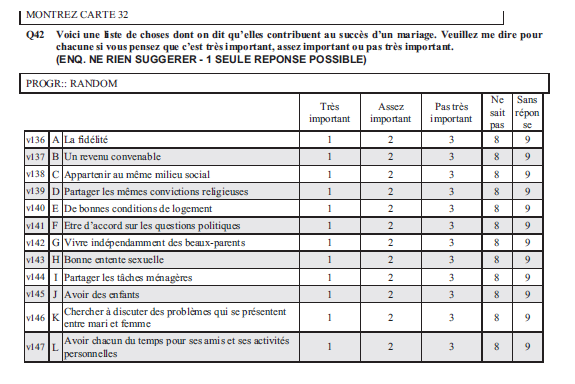 MONTREZ CARTE 32
Q42 Voici une liste de choses dont on dit qu'elles contribuent au succès d'un mariage. Veuillez me dire pour
chacune si vous pensez que c'est très important, assez important ou pas très important.
(ENQ. NE RIEN SUGGERER - 1 SEULE REPONSE POSSIBLE)
PROGR:: RANDOM
Très important Assez important Pas très important Ne sait pas Sans répon se
v136 A La fidélité 1 2 3 8 9
v137 B Un revenu convenable 1 2 3 8 9
v138 C Appartenir au même milieu social 1 2 3 8 9
v139 D Partager les mêmes convictions religieuses 1 2 3 8 9
v140 E De bonnes conditions de logement 1 2 3 8 9
v141 F Etre d'accord sur les questions politiques 1 2 3 8 9
v142 G Vivre indépendamment des beaux-parents 1 2 3 8 9
v143 H Bonne entente sexuelle 1 2 3 8 9
v144 I Partager les tâches ménagères 1 2 3 8 9
v145 J Avoir des enfants 1 2 3 8 9
v146 K Chercher à discuter des problèmes qui se présentent
entre mari et femme 1 2 3 8 9
v147 L Avoir chacun du temps pour ses amis et ses activités
personnelles 1 2 3 8 9